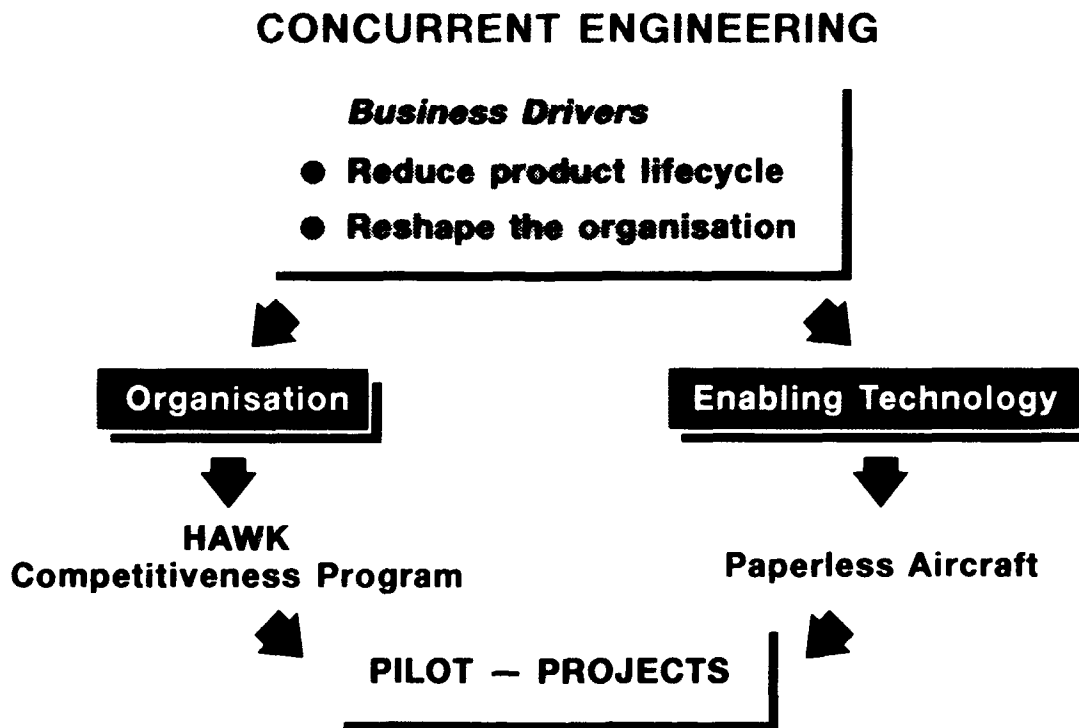 CONCURRENT ENGINEERING
Business Drivers
● Reduce product lifecycle
● Reshape the organisation
Organisation
Enabling Technology
HAWK
Competitiveness Program
Paperless Aircraft
PILOT — PROJECTS